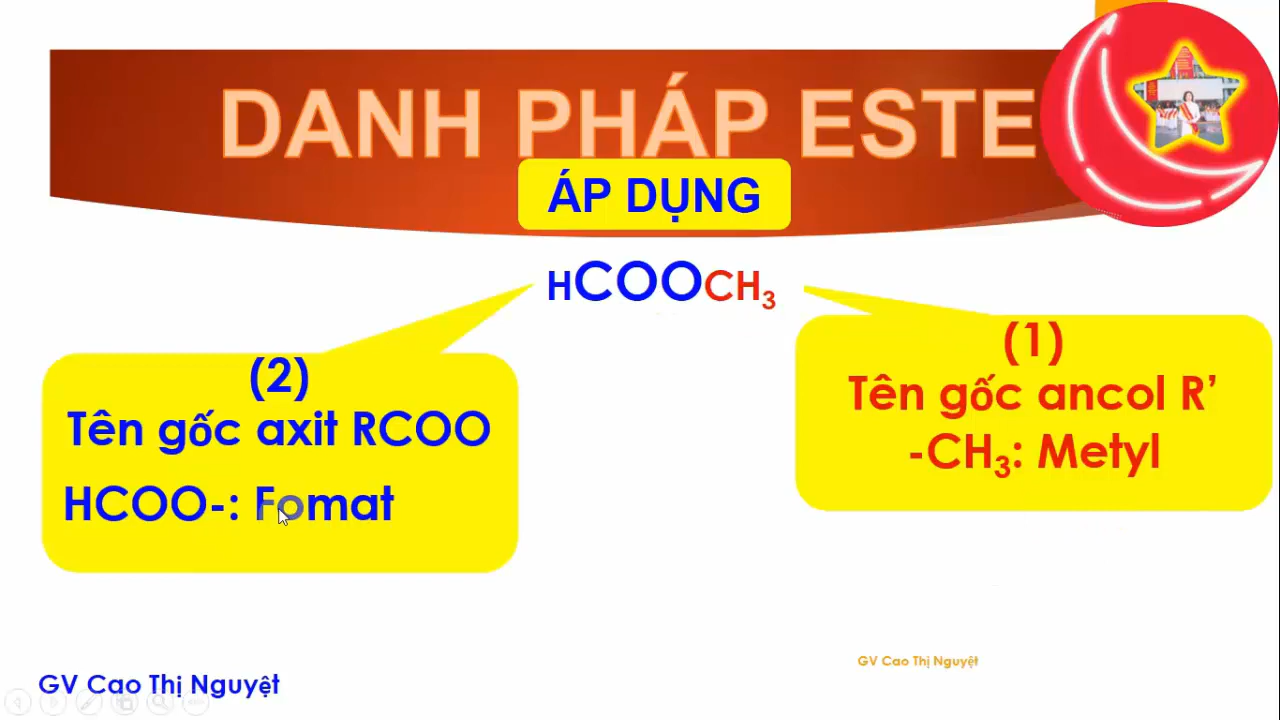 DANH PHÁP ESTE
ÁP DỤNG
HCOOCH₃
(2)
Tên gốc axit RCOO
HCOO-: Fomat
(1)
Tên gốc ancol R’
-CH₃: Metyl
GV Cao Thị Nguyệt
GV Cao Thị Nguyệt